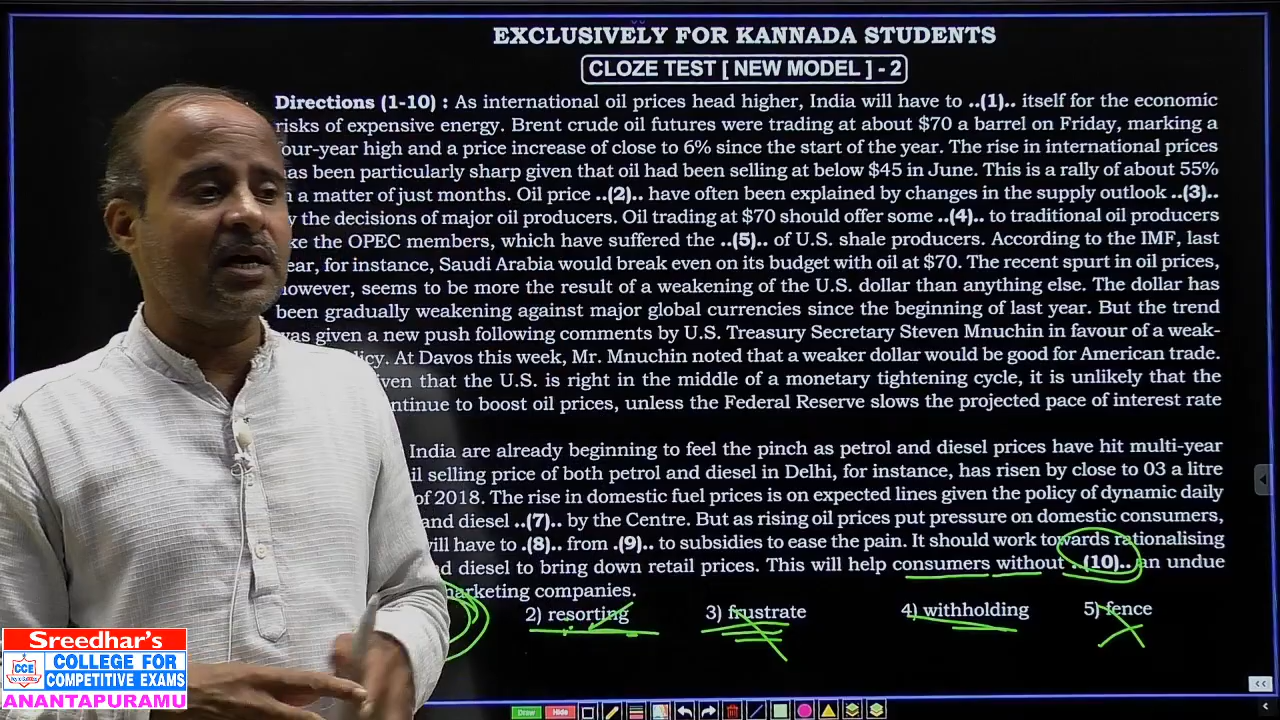 EXCLUSIVELY FOR KANNADA STUDENTS
CLOZE TEST [ NEW MODEL ] - 2
Directions (1-10) : As international oil prices head higher, India will have to ..(1).. itself for the economic
risks of expensive energy. Brent crude oil futures were trading at about $70 a barrel on Friday, marking a
four-year high and a price increase of close to 6% since the start of the year. The rise in international prices
has been particularly sharp given that oil had been selling at below $45 in June. This is a rally of about 55%
a matter of just months. Oil price ..(2).. have often been explained by changes in the supply outlook ..(3)..
the decisions of major oil producers. Oil trading at $70 should offer some ..(4).. to traditional oil producers
the OPEC members, which have suffered the ..(5).. of U.S. shale producers. According to the IMF, last
for instance, Saudi Arabia would break even on its budget with oil at $70. The recent spurt in oil prices,
however, seems to be more the result of a weakening of the U.S. dollar than anything else. The dollar has
been gradually weakening against major global currencies since the beginning of last year. But the trend
was given a new push following comments by U.S. Treasury Secretary Steven Mnuchin in favour of a weak-
At Davos this week, Mr. Mnuchin noted that a weaker dollar would be good for American trade.
that the U.S. is right in the middle of a monetary tightening cycle, it is unlikely that the
to boost oil prices, unless the Federal Reserve slows the projected pace of interest rate
India are already beginning to feel the pinch as petrol and diesel prices have hit multi-year
selling price of both petrol and diesel in Delhi, for instance, has risen by close to 03 a litre
of 2018. The rise in domestic fuel prices is on expected lines given the policy of dynamic daily
and diesel ..(7).. by the Centre. But as rising oil prices put pressure on domestic consumers,
will have to .(8).. from .(9).. to subsidies to ease the pain. It should work towards rationalising
diesel to bring down retail prices. This will help consumers without ..(10).. an undue
marketing companies.
2) resorting 3) frustrate 4) withholding 5) fence
Sreedhar's
CCE
COLLEGE FOR
COMPETITIVE EXAMS
ANANTAPURAMU
Draw Hide